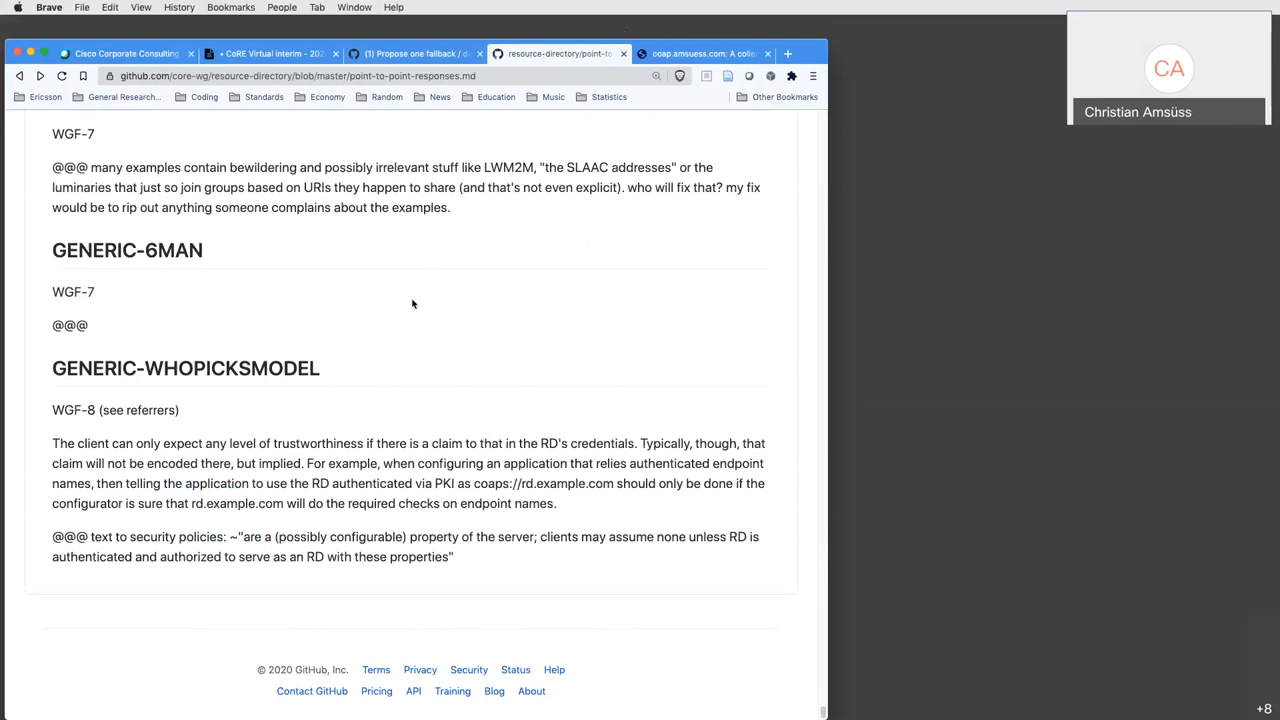 Brave File Edit View History Bookmarks People Tab Window Help
Cisco Corporate Consulting
• CoRE Virtual interim - 202
(1) Propose one fallback / de
resource-directory/point-to
coap.amsuess.com: A colle
github.com/core-wg/resource-directory/blob/master/point-to-point-responses.md
Ericsson General Research... Coding Standards Economy Random News Education Music Statistics Other Bookmarks
WGF-7
@@@ many examples contain bewildering and possibly irrelevant stuff like LWM2M, "the SLAAC addresses" or the
luminaries that just so join groups based on URIs they happen to share (and that's not even explicit). who will fix that? my fix
would be to rip out anything someone complains about the examples.
GENERIC-6MAN
WGF-7
@@@
GENERIC-WHOPICKSMODEL
WGF-8 (see referrers)
The client can only expect any level of trustworthiness if there is a claim to that in the RD's credentials. Typically, though, that
claim will not be encoded there, but implied. For example, when configuring an application that relies authenticated endpoint
names, then telling the application to use the RD authenticated via PKI as coaps://rd.example.com should only be done if the
configurator is sure that rd.example.com will do the required checks on endpoint names.
@@@ text to security policies: ~"are a (possibly configurable) property of the server; clients may assume none unless RD is
authenticated and authorized to serve as an RD with these properties"
© 2020 GitHub, Inc. Terms Privacy Security Status Help
Contact GitHub Pricing API Training Blog About
CA
Christian Amsüss
+8